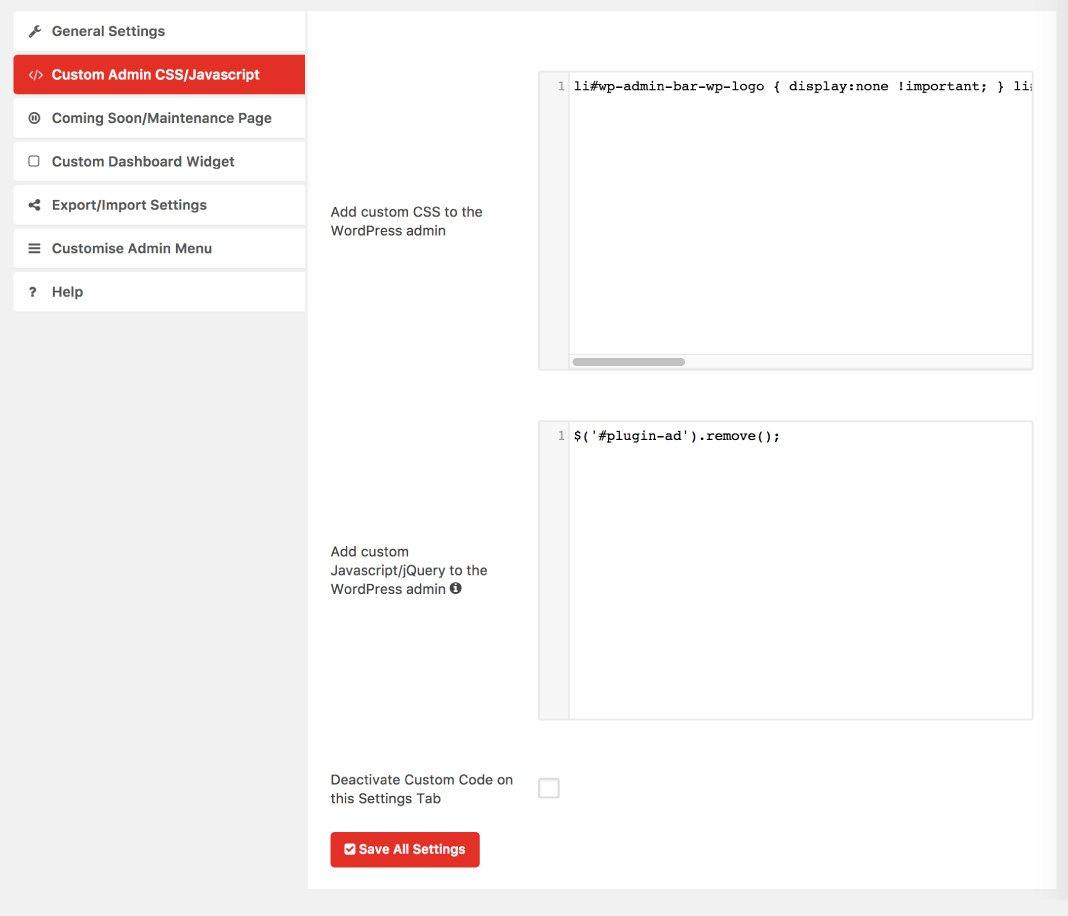 General Settings
Custom Admin CSS/Javascript
Coming Soon/Maintenance Page
Custom Dashboard Widget
Export/Import Settings
Customise Admin Menu
? Help
1 li#wp-admin-bar-wp-logo { display:none !important; } li
Add custom CSS to the
WordPress admin
1 $('#plugin-ad').remove();
Add custom
Javascript/jQuery to the
WordPress admin
Deactivate Custom Code on
this Settings Tab
Save All Settings